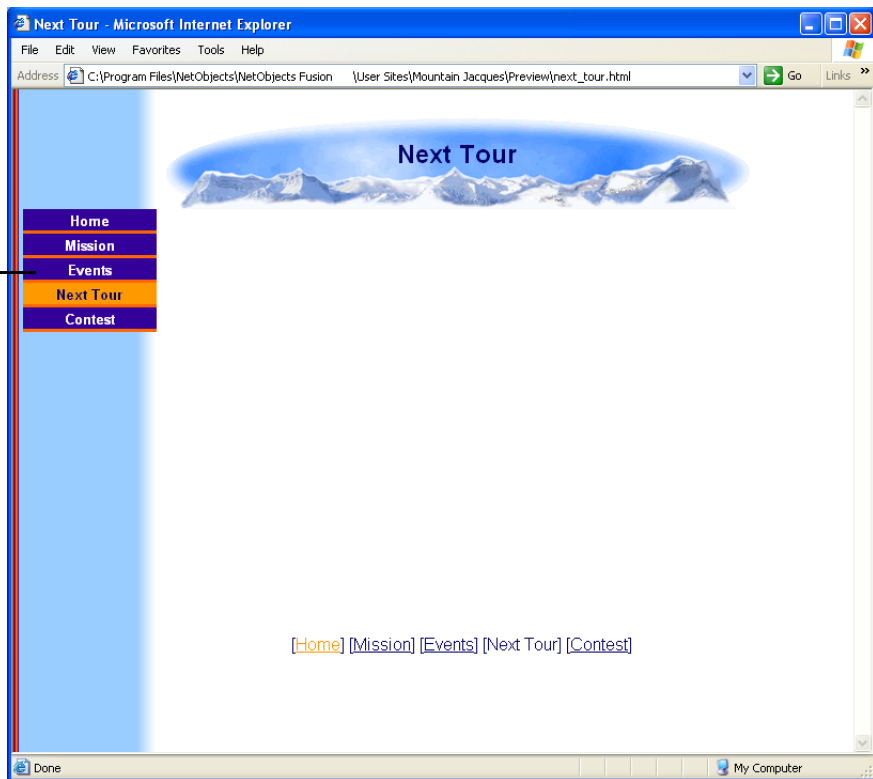 Next Tour - Microsoft Internet Explorer
File Edit View Favorites Tools Help
Address C:\Program Files\NetObjects\NetObjects Fusion \User Sites\Mountain Jacques\Preview\next_tour.html Go Links »
Next Tour
Home
Mission
Events
Next Tour
Contest
[Home] [Mission] [Events] [Next Tour] [Contest]
Done My Computer